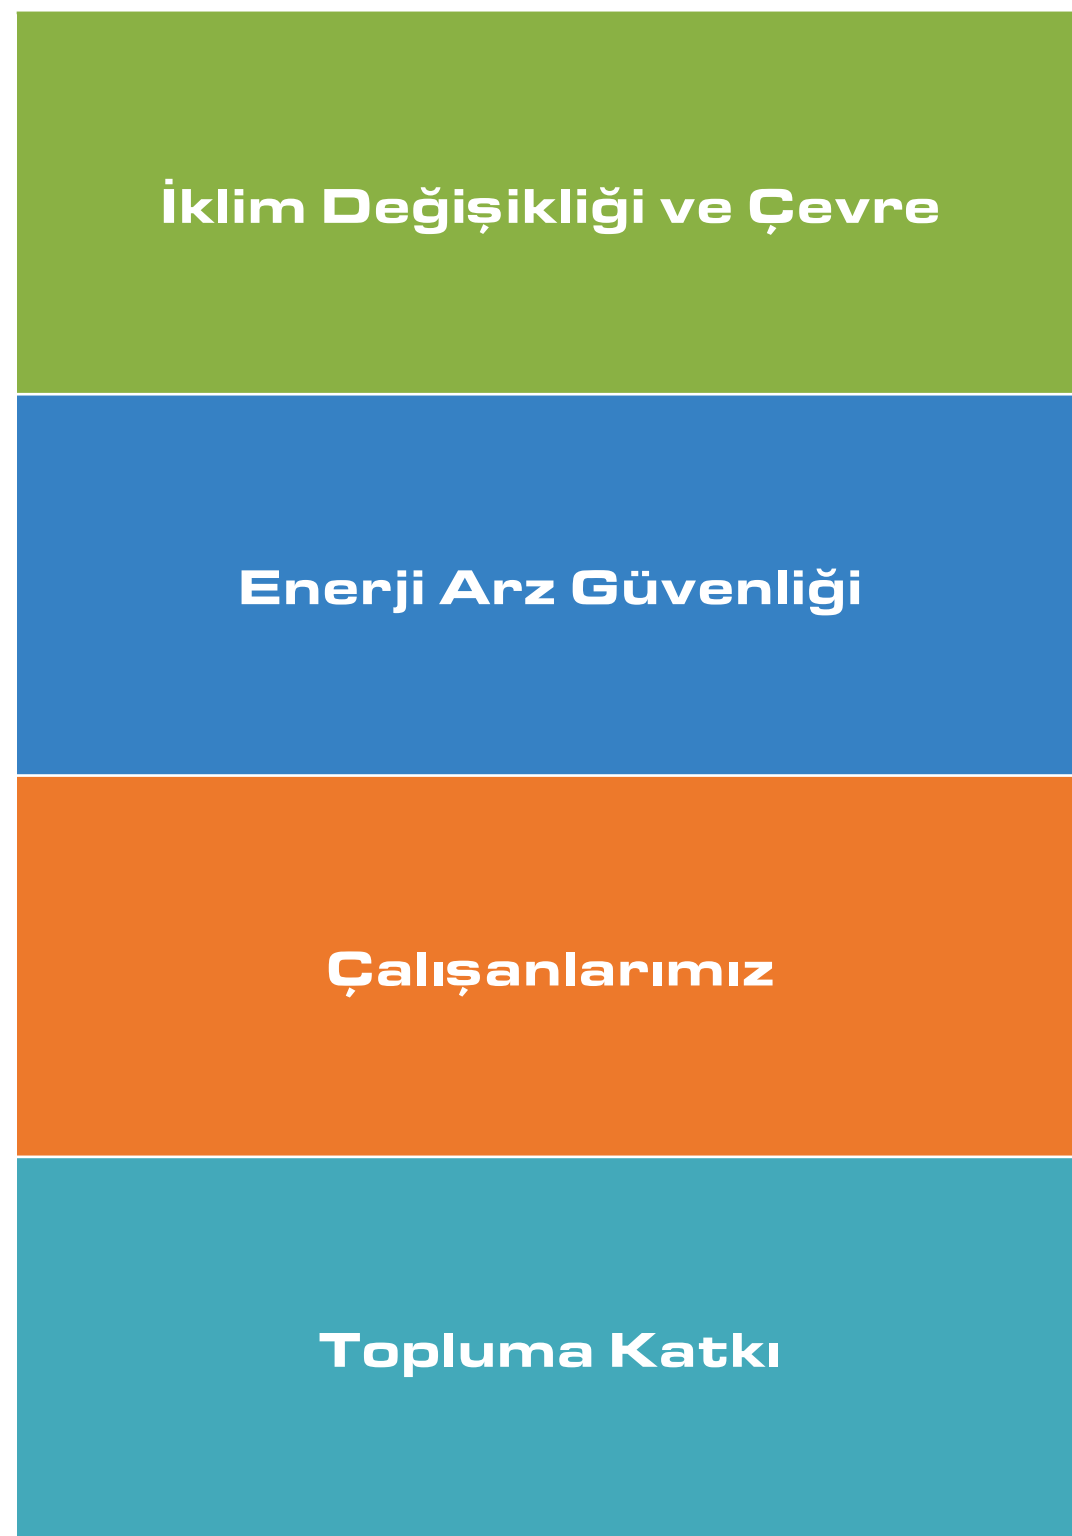 İklim Değişikliği ve Çevre
Enerji Arz Güvenliği
Çalışanlarımız
Topluma Katkı